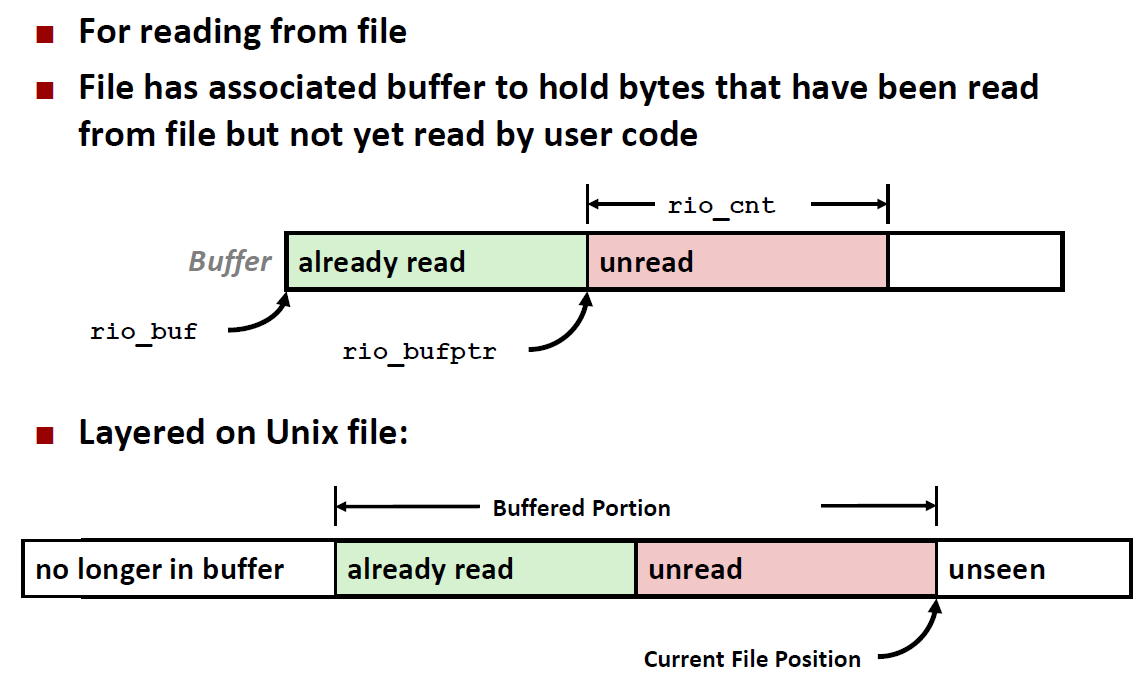 For reading from file
File has associated buffer to hold bytes that have been read
from file but not yet read by user code
rio_cnt
Buffer
already read
unread
rio_buf
rio_bufptr
Layered on Unix file:
Buffered Portion
no longer in buffer
already read
unread
unseen
Current File Position